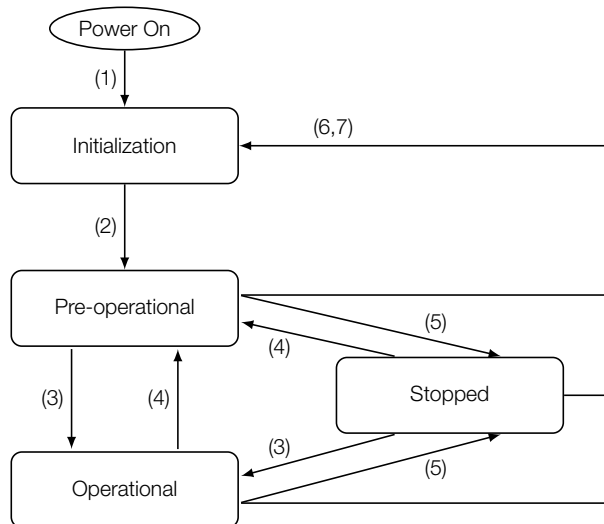 Power On
(1)
(6,7)
Initialization
(2)
Pre-operational
(5)
(4)
Stopped
(3)
(4)
(3)
(5)
Operational